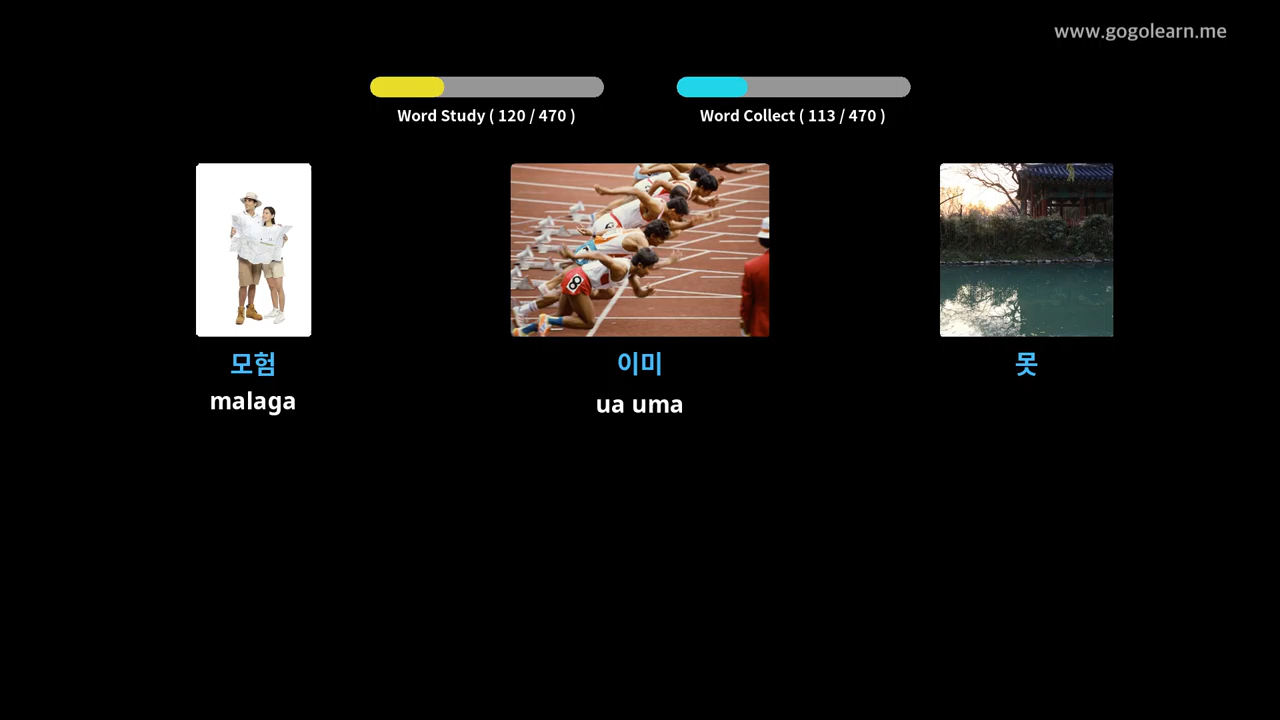 www.gogolearn.me
Word Study ( 120 / 470 )
Word Collect ( 113 / 470 )
모험
이미
못
malaga
ua uma